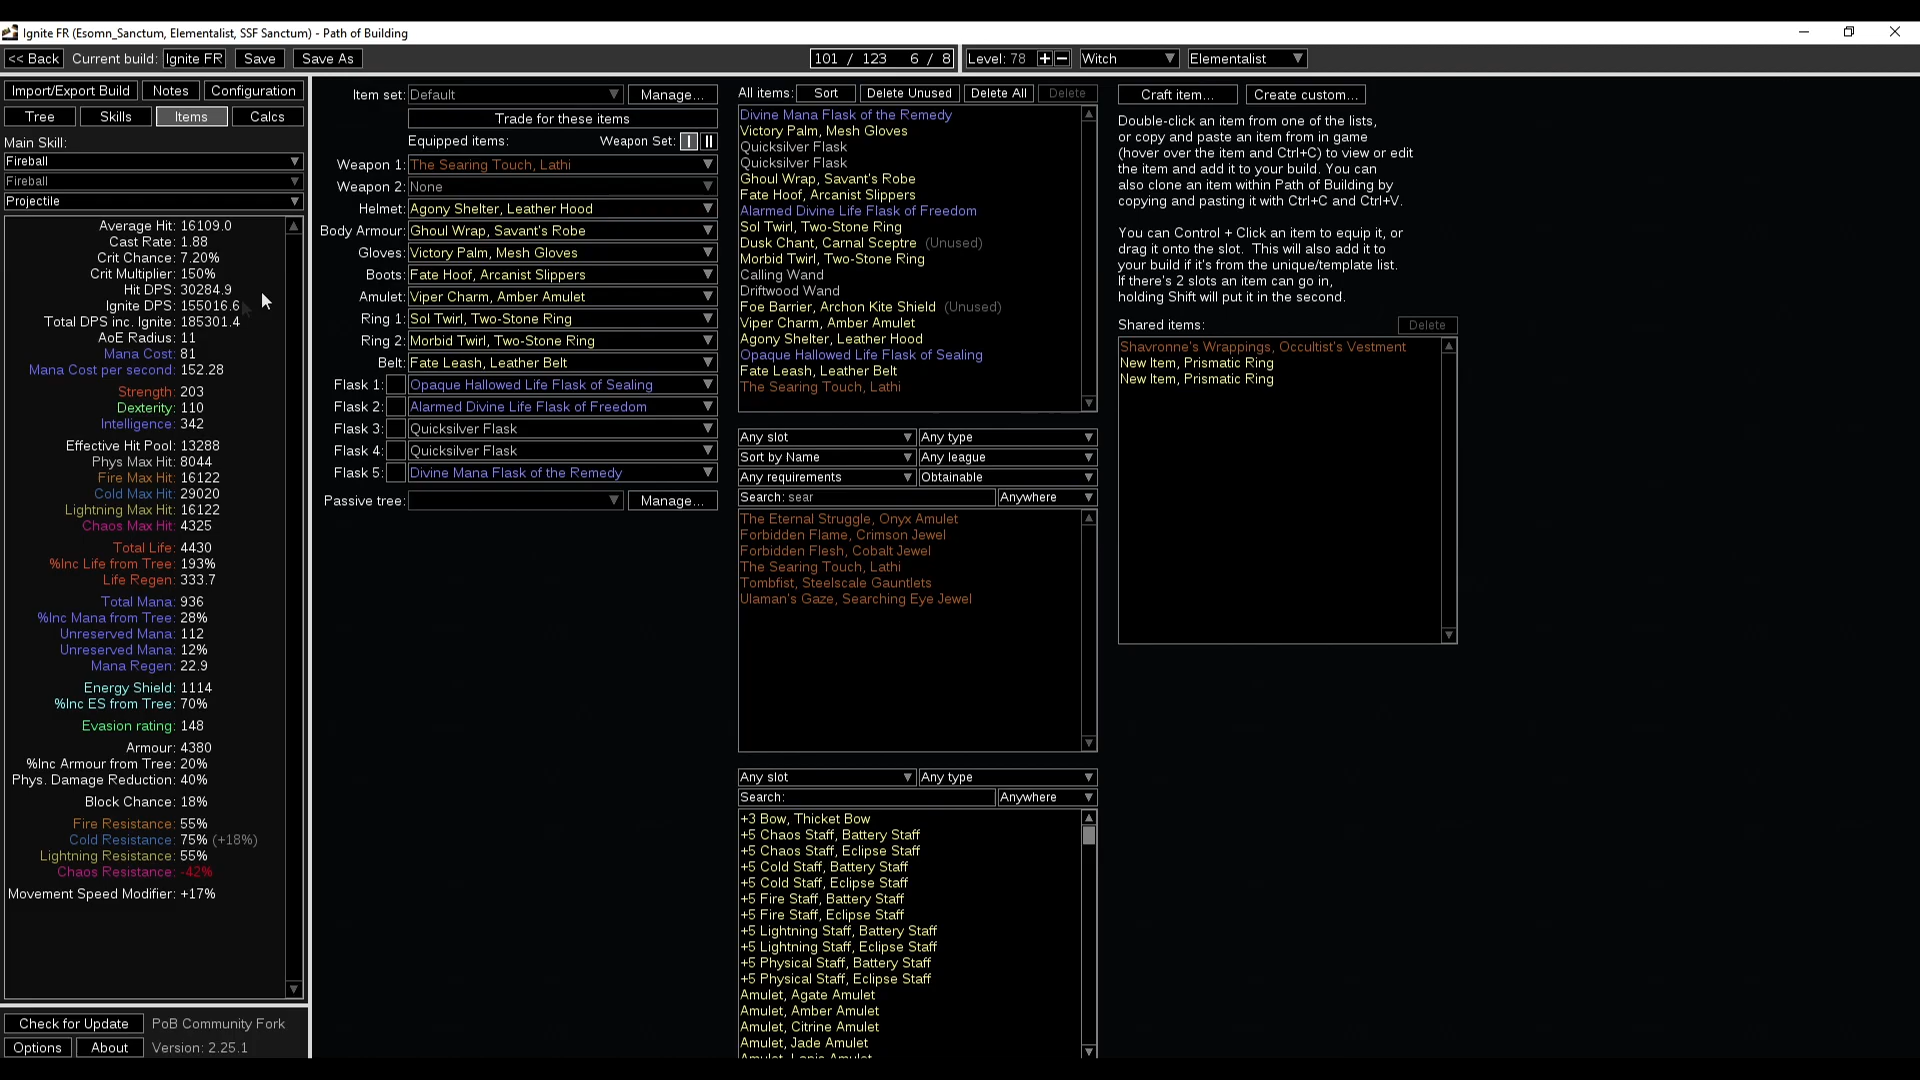 Ignite FR (Esomn_Sanctum, Elementalist, SSF Sanctum) - Path of Building
<< Back Current build: Ignite FR Save Save As 101 / 123 6 / 8 Level: 78 + - Witch Elementalist
Import/Export Build Notes Configuration
Tree Skills Items Calcs
Main Skill:
Fireball
Fireball
Projectile
Average Hit: 16109.0
Cast Rate: 1.88
Crit Chance: 7.20%
Crit Multiplier: 150%
Hit DPS: 30284.9
Ignite DPS: 155016.6
Total DPS inc. Ignite: 185301.4
AoE Radius: 11
Mana Cost: 81
Mana Cost per second: 152.28
Strength: 203
Dexterity: 110
Intelligence: 342
Effective Hit Pool: 13288
Phys Max Hit: 8044
Fire Max Hit: 16122
Cold Max Hit: 29020
Lightning Max Hit: 16122
Chaos Max Hit: 4325
Total Life: 4430
%Inc Life from Tree: 193%
Life Regen: 333.7
Total Mana: 936
%Inc Mana from Tree: 28%
Unreserved Mana: 112
Unreserved Mana: 12%
Mana Regen: 22.9
Energy Shield: 1114
%Inc ES from Tree: 70%
Evasion rating: 148
Armour: 4380
%Inc Armour from Tree: 20%
Phys. Damage Reduction: 40%
Block Chance: 18%
Fire Resistance: 55%
Cold Resistance: 75% (+18%)
Lightning Resistance: 55%
Chaos Resistance: -42%
Movement Speed Modifier: +17%
Check for Update PoB Community Fork
Options About Version: 2.25.1
Item set: Default Manage...
Trade for these items
Equipped items: Weapon Set: I II
Weapon 1: The Searing Touch, Lathi
Weapon 2: None
Helmet: Agony Shelter, Leather Hood
Body Armour: Ghoul Wrap, Savant's Robe
Gloves: Victory Palm, Mesh Gloves
Boots: Fate Hoof, Arcanist Slippers
Amulet: Viper Charm, Amber Amulet
Ring 1: Sol Twirl, Two-Stone Ring
Ring 2: Morbid Twirl, Two-Stone Ring
Belt: Fate Leash, Leather Belt
Flask 1: Opaque Hallowed Life Flask of Sealing
Flask 2: Alarmed Divine Life Flask of Freedom
Flask 3: Quicksilver Flask
Flask 4: Quicksilver Flask
Flask 5: Divine Mana Flask of the Remedy
Passive tree: Manage...
All items: Sort Delete Unused Delete All Delete
Divine Mana Flask of the Remedy
Victory Palm, Mesh Gloves
Quicksilver Flask
Quicksilver Flask
Ghoul Wrap, Savant's Robe
Fate Hoof, Arcanist Slippers
Alarmed Divine Life Flask of Freedom
Sol Twirl, Two-Stone Ring
Dusk Chant, Carnal Sceptre (Unused)
Morbid Twirl, Two-Stone Ring
Calling Wand
Driftwood Wand
Foe Barrier, Archon Kite Shield (Unused)
Viper Charm, Amber Amulet
Agony Shelter, Leather Hood
Opaque Hallowed Life Flask of Sealing
Fate Leash, Leather Belt
The Searing Touch, Lathi
Any slot Any type
Sort by Name Any league
Any requirements Obtainable
Search: sear Anywhere
The Eternal Struggle, Onyx Amulet
Forbidden Flame, Crimson Jewel
Forbidden Flesh, Cobalt Jewel
The Searing Touch, Lathi
Tombfist, Steelscale Gauntlets
Ulaman's Gaze, Searching Eye Jewel
Any slot Any type
Search: Anywhere
+3 Bow, Thicket Bow
+5 Chaos Staff, Battery Staff
+5 Chaos Staff, Eclipse Staff
+5 Cold Staff, Battery Staff
+5 Cold Staff, Eclipse Staff
+5 Fire Staff, Battery Staff
+5 Fire Staff, Eclipse Staff
+5 Lightning Staff, Battery Staff
+5 Lightning Staff, Eclipse Staff
+5 Physical Staff, Battery Staff
+5 Physical Staff, Eclipse Staff
Amulet, Agate Amulet
Amulet, Amber Amulet
Amulet, Citrine Amulet
Amulet, Jade Amulet
Amulet, Lapis Amulet
Craft item... Create custom...
Double-click an item from one of the lists,
or copy and paste an item from in game
(hover over the item and Ctrl+C) to view or edit
the item and add it to your build. You can
also clone an item within Path of Building by
copying and pasting it with Ctrl+C and Ctrl+V.
You can Control + Click an item to equip it, or
drag it onto the slot. This will also add it to
your build if it's from the unique/template list.
If there's 2 slots an item can go in,
holding Shift will put it in the second.
Shared items: Delete
Shavronne's Wrappings, Occultist's Vestment
New Item, Prismatic Ring
New Item, Prismatic Ring